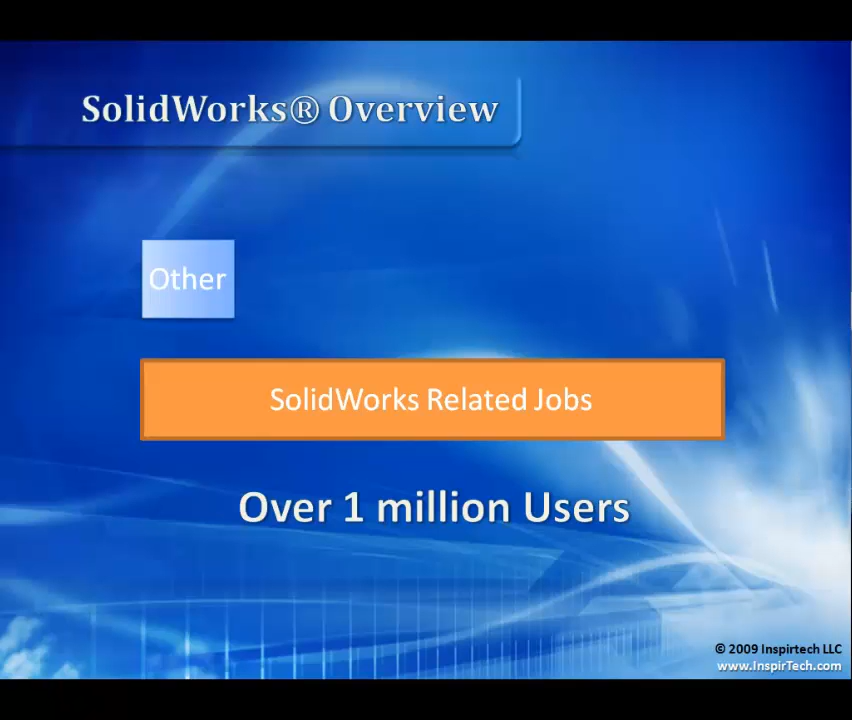 SolidWorks® Overview
Other
SolidWorks Related Jobs
Over 1 million Users
© 2009 Inspirtech LLC
www.InspirTech.com